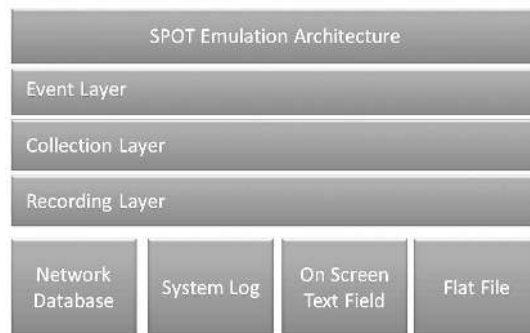 SPOT Emulation Architecture
Event Layer
Collection Layer
Recording Layer
Network
Database
System Log
On Screen
Text Field
Flat File